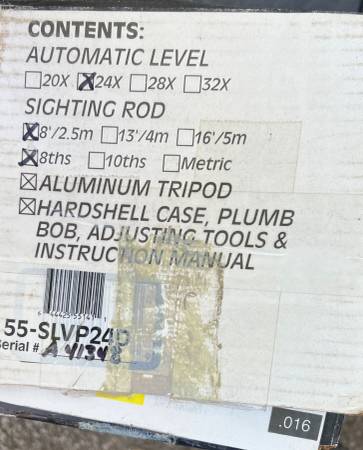 CONTENTS:
AUTOMATIC LEVEL
☐20X ☒24X ☐28X ☐32X
SIGHTING ROD
☒8'/2.5m ☐13'/4m ☐16'/5m
☒8ths ☐10ths ☐Metric
☒ALUMINUM TRIPOD
☒HARDSHELL CASE, PLUMB
BOB, ADJUSTING TOOLS &
INSTRUCTION MANUAL
55-SLVP24D
Serial # A 41348
.016